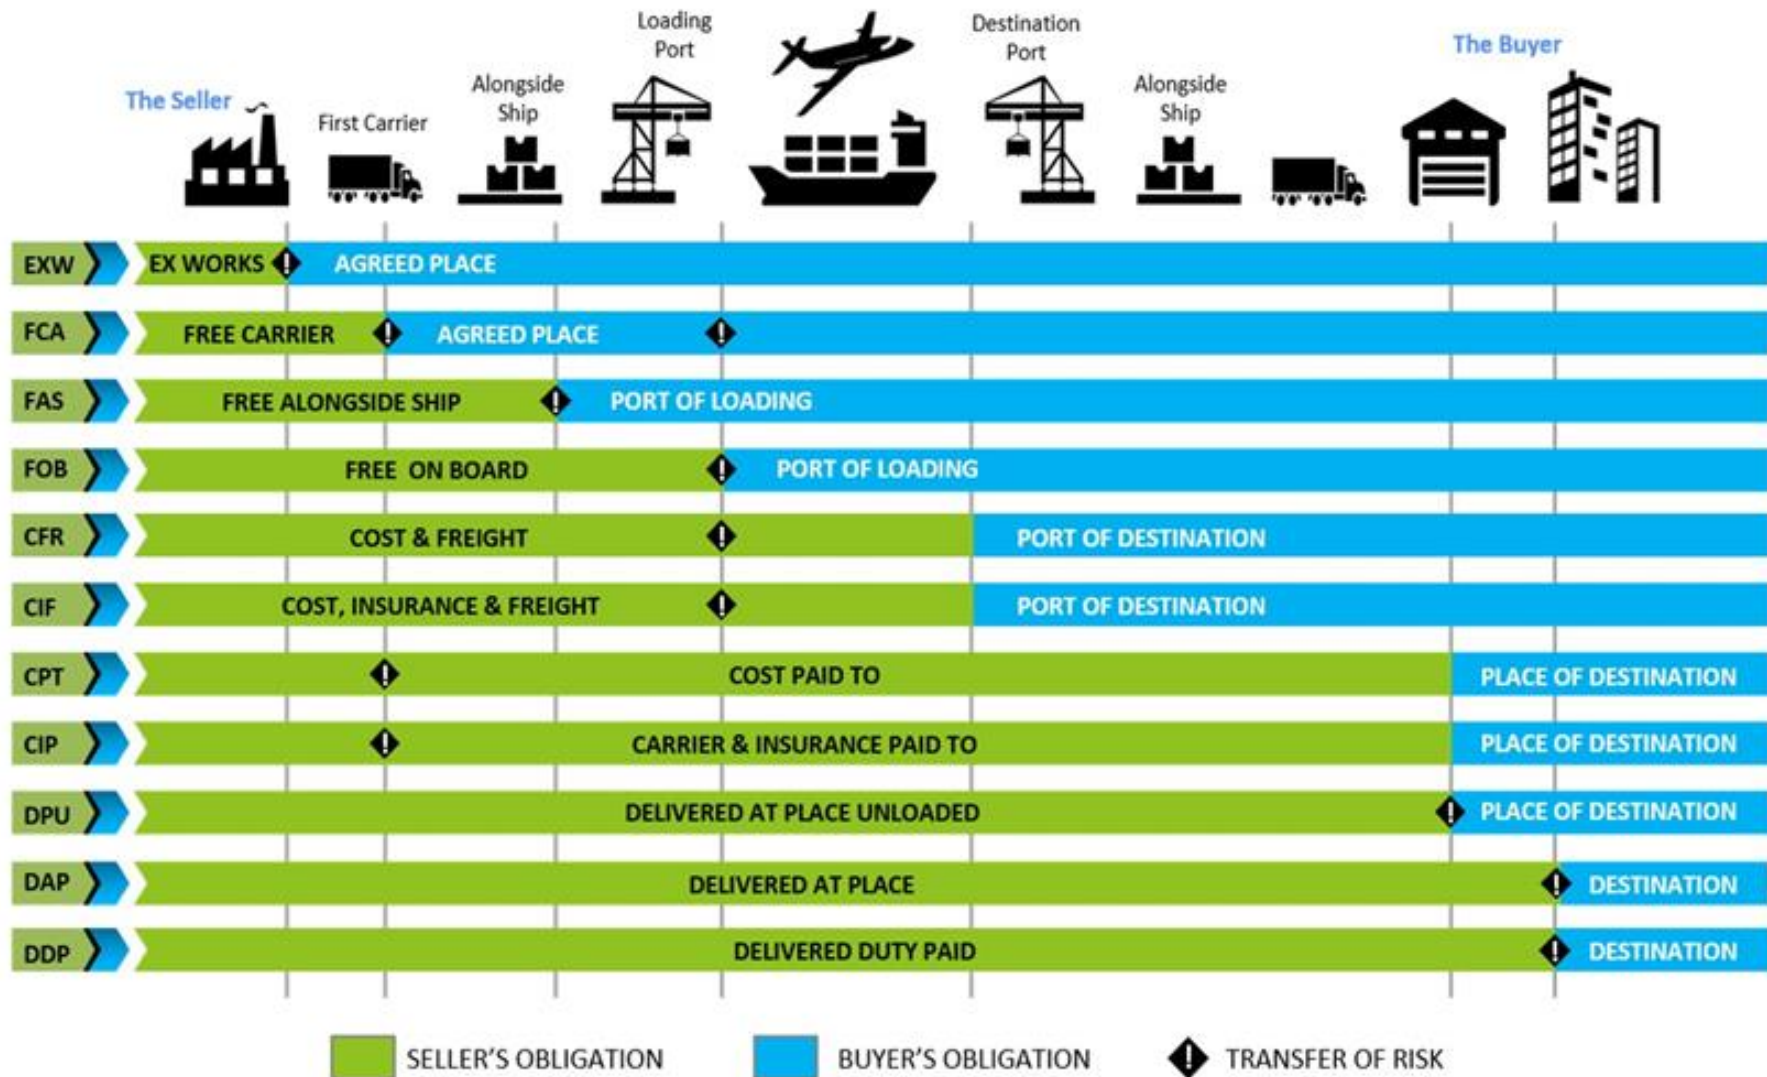 The Seller
First Carrier
Alongside
Ship
Loading
Port
Destination
Port
Alongside
Ship
The Buyer
EXW EX WORKS ! AGREED PLACE
FCA FREE CARRIER ! AGREED PLACE !
FAS FREE ALONGSIDE SHIP ! PORT OF LOADING
FOB FREE ON BOARD ! PORT OF LOADING
CFR COST & FREIGHT ! PORT OF DESTINATION
CIF COST, INSURANCE & FREIGHT ! PORT OF DESTINATION
CPT ! COST PAID TO PLACE OF DESTINATION
CIP ! CARRIER & INSURANCE PAID TO PLACE OF DESTINATION
DPU DELIVERED AT PLACE UNLOADED ! PLACE OF DESTINATION
DAP DELIVERED AT PLACE ! DESTINATION
DDP DELIVERED DUTY PAID ! DESTINATION
SELLER'S OBLIGATION BUYER'S OBLIGATION ! TRANSFER OF RISK